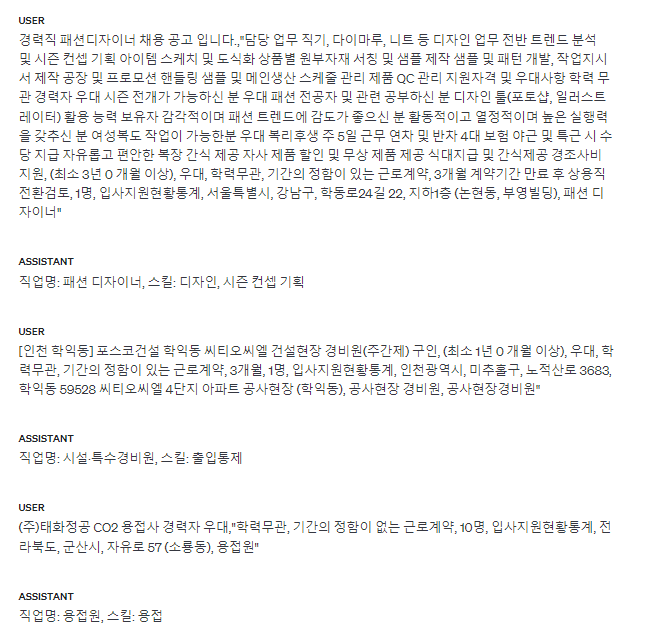 USER
경력직 패션디자이너 채용 공고 입니다.,"담당 업무 직기, 다이마루, 니트 등 디자인 업무 전반 트렌드 분석
및 시즌 컨셉 기획 아이템 스케치 및 도식화 상품별 원부자재 서칭 및 샘플 제작 샘플 및 패턴 개발, 작업지시
서 제작 공장 및 프로모션 핸들링 샘플 및 메인생산 스케줄 관리 제품 QC 관리 지원자격 및 우대사항 학력 무
관 경력자 우대 시즌 전개가 가능하신 분 우대 패션 전공자 및 관련 공부하신 분 디자인 툴(포토샵, 일러스트
레이터) 활용 능력 보유자 감각적이며 패션 트렌드에 감도가 좋으신 분 활동적이고 열정적이며 높은 실행력
을 갖추신 분 여성복도 작업이 가능한분 우대 복리후생 주 5일 근무 연차 및 반차 4대 보험 야근 및 특근 시 수
당 지급 자유롭고 편안한 복장 간식 제공 자사 제품 할인 및 무상 제품 제공 식대지급 및 간식제공 경조사비
지원, (최소 3년 0 개월 이상), 우대, 학력무관, 기간의 정함이 있는 근로계약, 3개월 계약기간 만료 후 상용직
전환검토, 1명, 입사지원현황통계, 서울특별시, 강남구, 학동로24길 22, 지하1층 (논현동, 부영빌딩), 패션 디
자이너"
ASSISTANT
직업명: 패션 디자이너, 스킬: 디자인, 시즌 컨셉 기획
USER
[인천 학익동] 포스코건설 학익동 씨티오씨엘 건설현장 경비원(주간제) 구인, (최소 1년 0 개월 이상), 우대, 학
력무관, 기간의 정함이 있는 근로계약, 3개월, 1명, 입사지원현황통계, 인천광역시, 미추홀구, 노적산로 3683,
학익동 59528 씨티오씨엘 4단지 아파트 공사현장 (학익동), 공사현장 경비원, 공사현장경비원"
ASSISTANT
직업명: 시설·특수경비원, 스킬: 출입통제
USER
(주)태화정공 CO2 용접사 경력자 우대,"학력무관, 기간의 정함이 없는 근로계약, 10명, 입사지원현황통계, 전
라북도, 군산시, 자유로 57 (소룡동), 용접원"
ASSISTANT
직업명: 용접원, 스킬: 용접